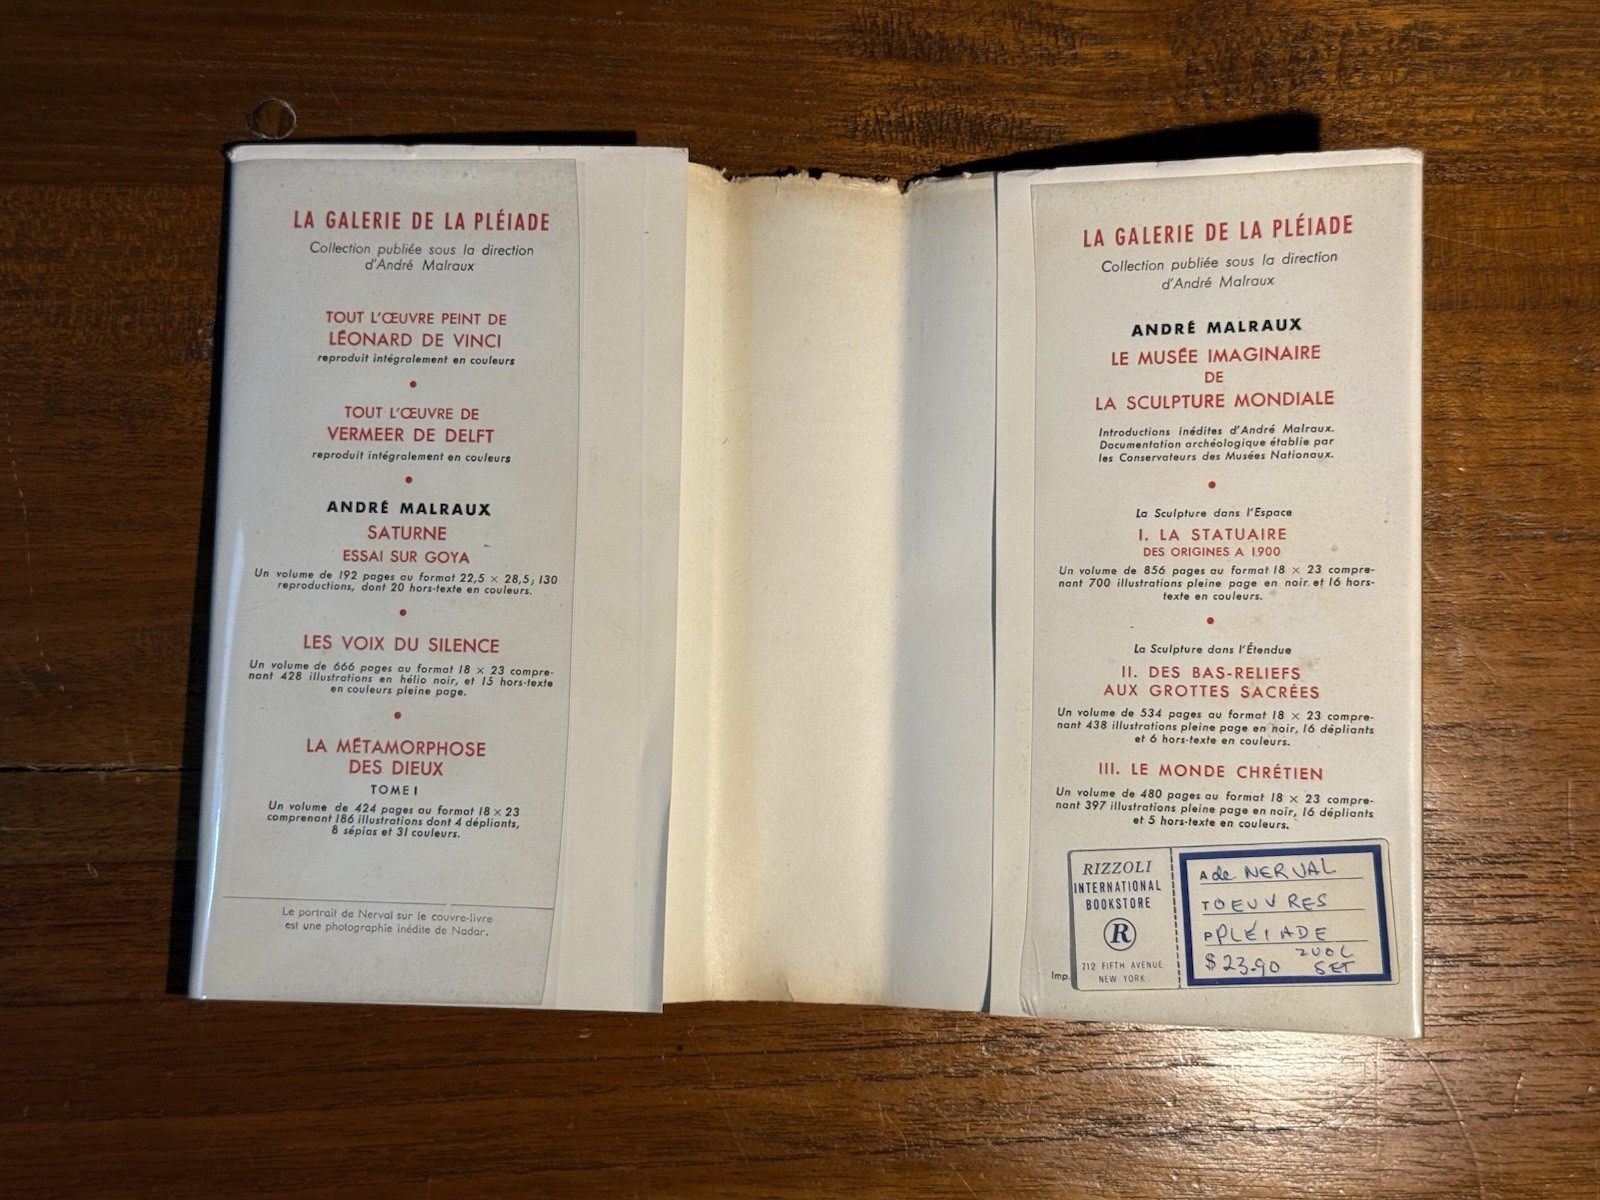 LA GALERIE DE LA PLÉIADE
Collection publiée sous la direction
d'André Malraux
TOUT L'ŒUVRE PEINT DE
LÉONARD DE VINCI
reproduit intégralement en couleurs
•
TOUT L'ŒUVRE DE
VERMEER DE DELFT
reproduit intégralement en couleurs
•
ANDRÉ MALRAUX
SATURNE
ESSAI SUR GOYA
Un volume de 192 pages au format 22,5 × 28,5, 130
reproductions, dont 20 hors-texte en couleurs.
•
LES VOIX DU SILENCE
Un volume de 666 pages au format 18 × 23 compre-
nant 428 illustrations en hélio noir, et 15 hors-texte
en couleurs pleine page.
•
LA MÉTAMORPHOSE
DES DIEUX
TOME I
Un volume de 424 pages au format 18 × 23
comprenant 186 illustrations dont 4 dépliants,
8 sépias et 31 couleurs.
Le portrait de Nerval sur le couvre-livre
est une photographie inédite de Nadar.
LA GALERIE DE LA PLÉIADE
Collection publiée sous la direction
d'André Malraux
ANDRÉ MALRAUX
LE MUSÉE IMAGINAIRE
DE
LA SCULPTURE MONDIALE
Introductions inédites d'André Malraux.
Documentation archéologique établie par
les Conservateurs des Musées Nationaux.
•
La Sculpture dans l'Espace
I. LA STATUAIRE
DES ORIGINES A 1900
Un volume de 856 pages au format 18 × 23 compre-
nant 700 illustrations pleine page en noir et 16 hors-
texte en couleurs.
•
La Sculpture dans l'Étendue
II. DES BAS-RELIEFS
AUX GROTTES SACRÉES
Un volume de 534 pages au format 18 × 23 compre-
nant 438 illustrations pleine page en noir, 16 dépliants
et 6 hors-texte en couleurs.
III. LE MONDE CHRÉTIEN
Un volume de 480 pages au format 18 × 23 compre-
nant 397 illustrations pleine page en noir, 16 dépliants
et 5 hors-texte en couleurs.
Imp.
RIZZOLI
INTERNATIONAL
BOOKSTORE
R
712 FIFTH AVENUE
NEW YORK
A de NERVAL
T OEUVRES
P PLÉIADE
$ 23.90 2 VOL
SET